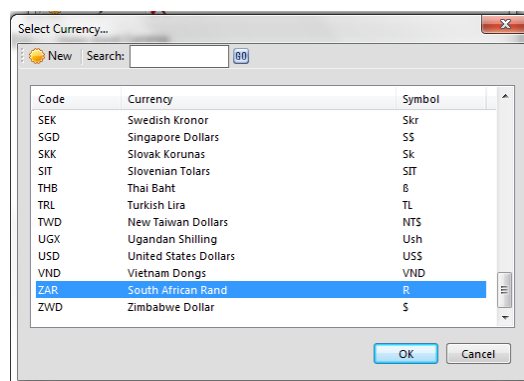 Select Currency...
New Search: GO
Code Currency Symbol
SEK Swedish Kronor Skr
SGD Singapore Dollars S$
SKK Slovak Korunas Sk
SIT Slovenian Tolars SIT
THB Thai Baht ß
TRL Turkish Lira TL
TWD New Taiwan Dollars NT$
UGX Ugandan Shilling Ush
USD United States Dollars US$
VND Vietnam Dongs VND
ZAR South African Rand R
ZWD Zimbabwe Dollar $
OK Cancel